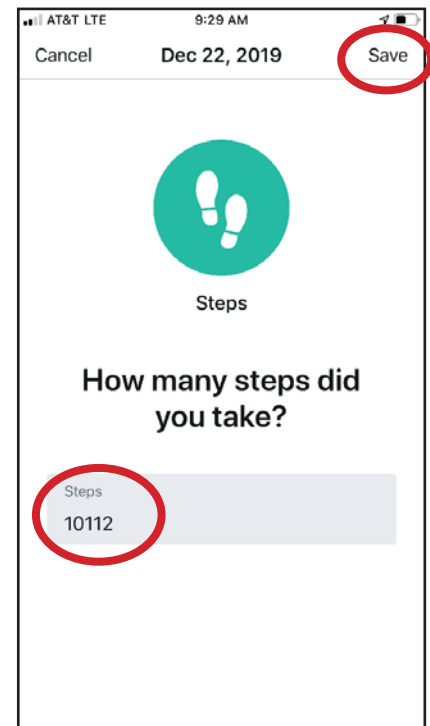 AT&T LTE 9:29 AM
Cancel Dec 22, 2019 Save
Steps
How many steps did
you take?
Steps
10112